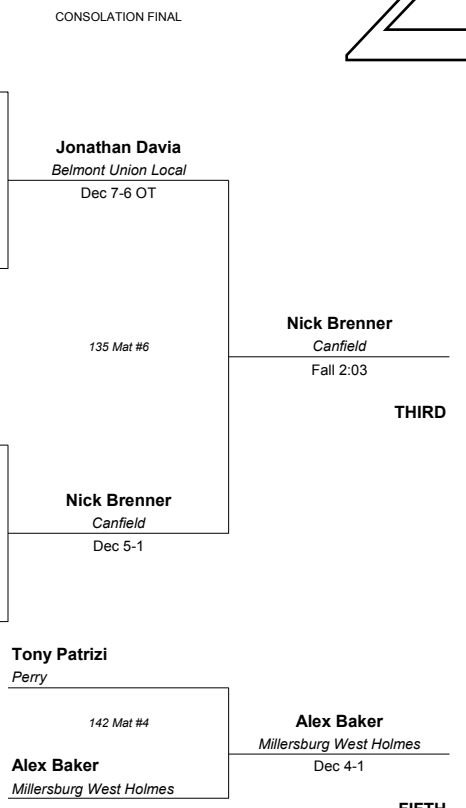 CONSOLATION FINAL
Jonathan Davia
Belmont Union Local
Dec 7-6 OT
135 Mat #6
Nick Brenner
Canfield
Fall 2:03
THIRD
Nick Brenner
Canfield
Dec 5-1
Tony Patrizi
Perry
142 Mat #4
Alex Baker
Millersburg West Holmes
Dec 4-1
Alex Baker
Millersburg West Holmes
FIFTH